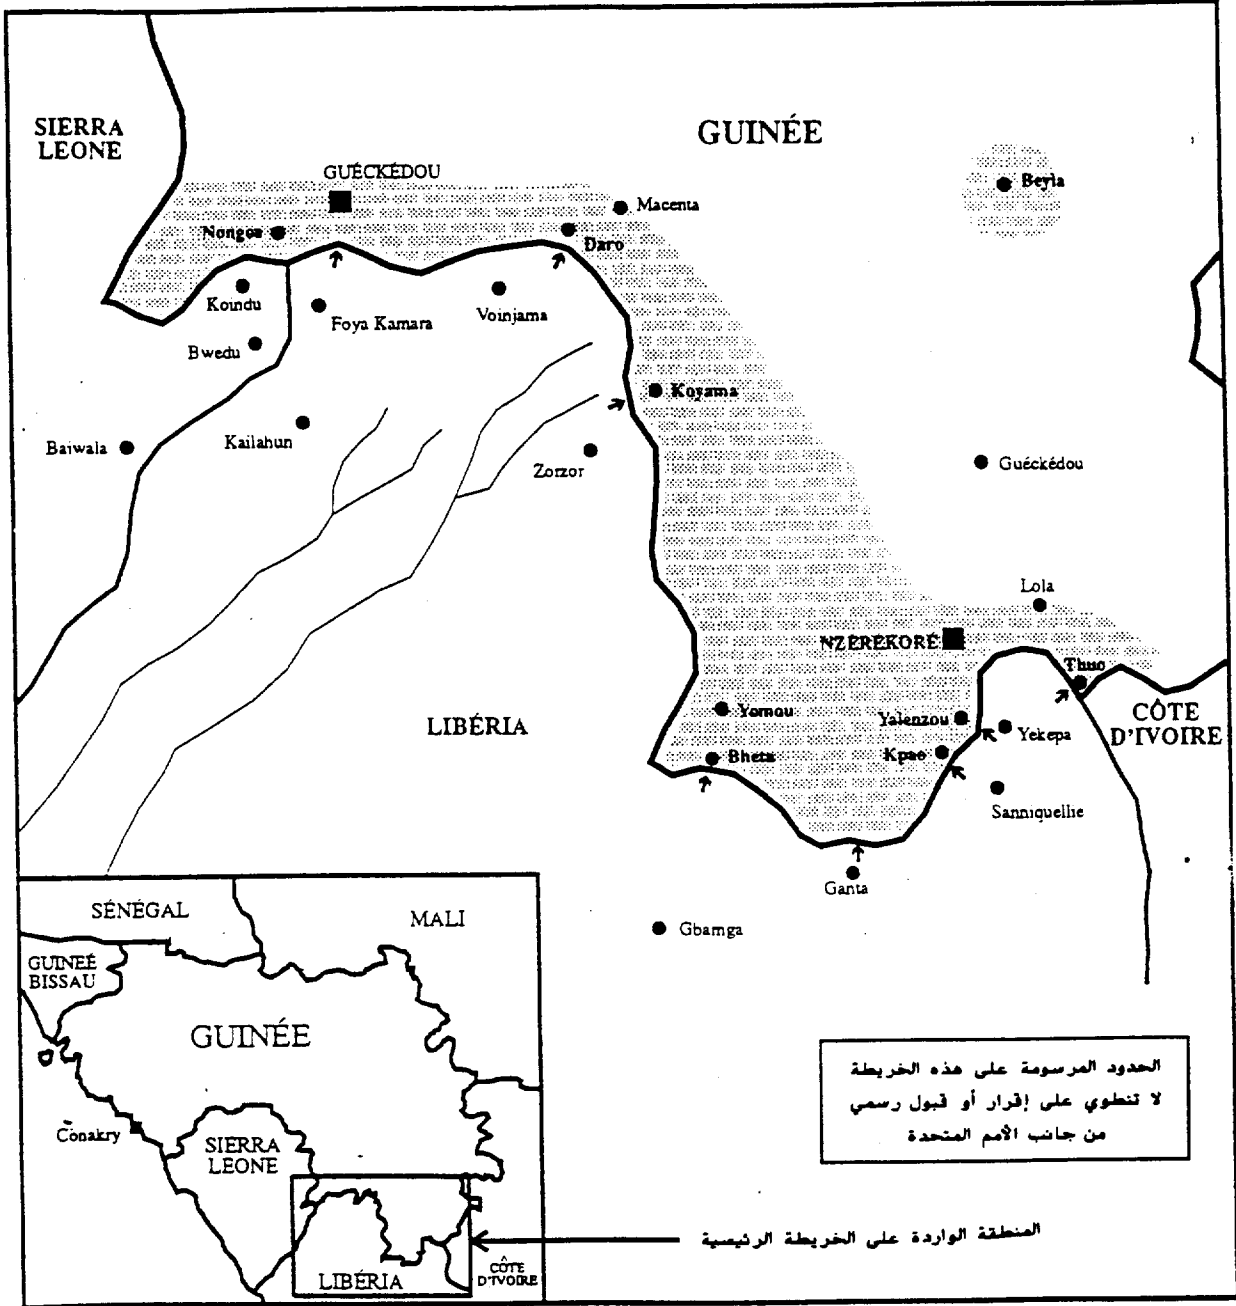 SIERRA
LEONE
GUINÉE
GUÉCKÉDOU
Beyla
Macenta
Nongoa
Daro
Koindu
Foya Kamara
Voinjama
Bwedu
Koyama
Baiwala
Kailahun
Zorzor
Guéckédou
Lola
NZÉRÉKORÉ
Thuo
Yomou
Yalenzou
CÔTE
D'IVOIRE
LIBÉRIA
Yekepa
Bheta
Kpao
Sanniquellie
Ganta
Gbamga
SÉNÉGAL
MALI
GUINEÉ
BISSAU
GUINÉE
Conakry
SIERRA
LEONE
LIBÉRIA
CÔTE
D'IVOIRE
الحدود المرسومة على هذه الخريطة
لا تنطوي على إقرار أو قبول رسمي
من جانب الأمم المتحدة
المنطقة الواردة على الخريطة الرئيسية